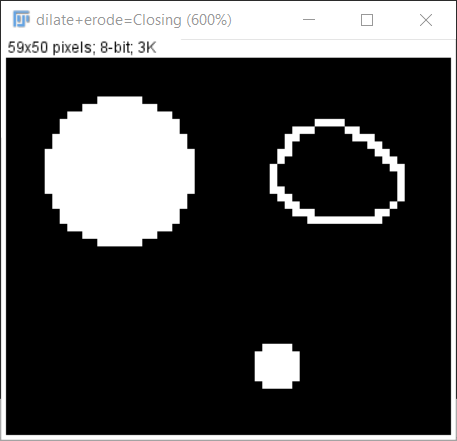 dilate+erode=Closing (600%)
59x50 pixels; 8-bit; 3K